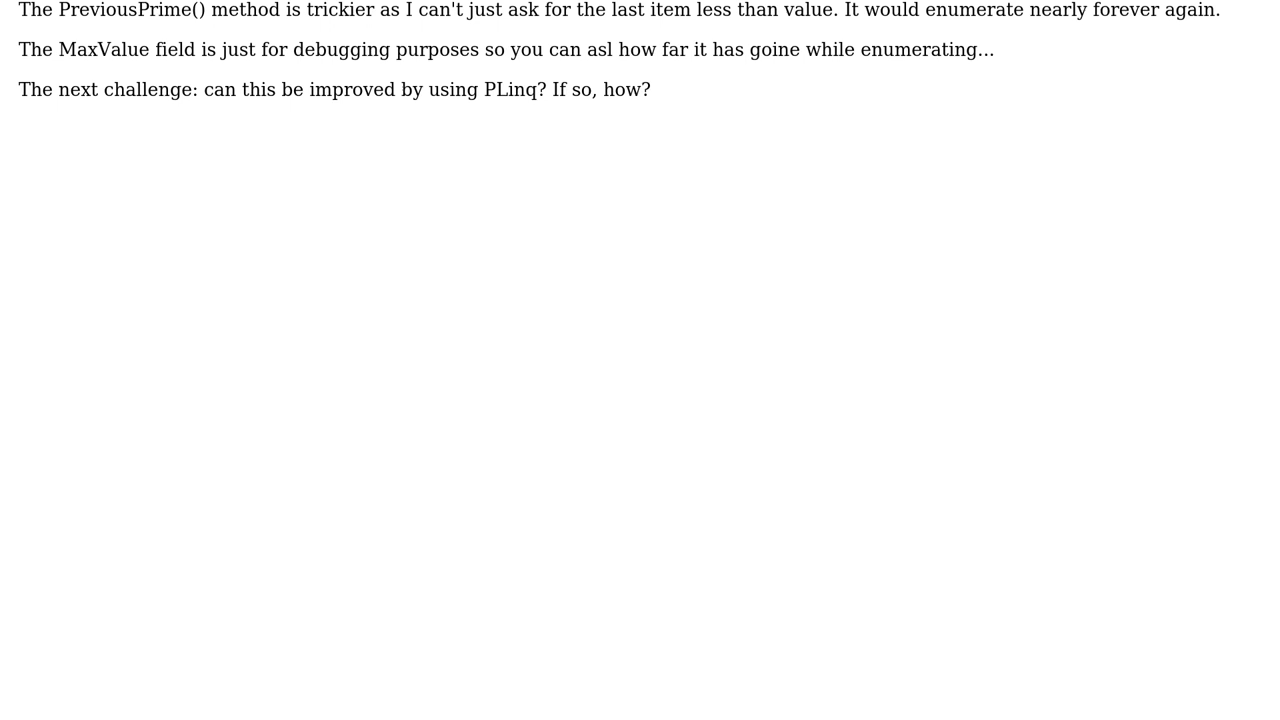 The PreviousPrime() method is trickier as I can't just ask for the last item less than value. It would enumerate nearly forever again.
The MaxValue field is just for debugging purposes so you can asl how far it has goine while enumerating...
The next challenge: can this be improved by using PLinq? If so, how?